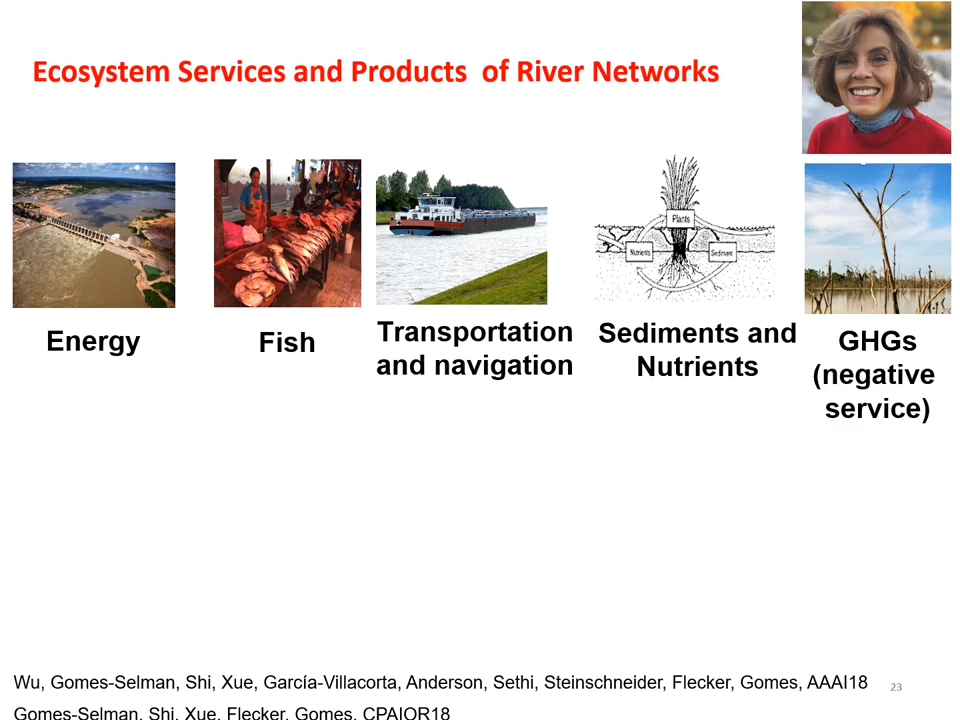 Ecosystem Services and Products of River Networks
Plants
Nutrients
Sediment
Energy
Fish
Transportation
and navigation
Sediments and
Nutrients
GHGs
(negative
service)
Wu, Gomes-Selman, Shi, Xue, García-Villacorta, Anderson, Sethi, Steinschneider, Flecker, Gomes, AAAI18
23
Gomes-Selman, Shi, Xue, Flecker, Gomes, CPAIOR18